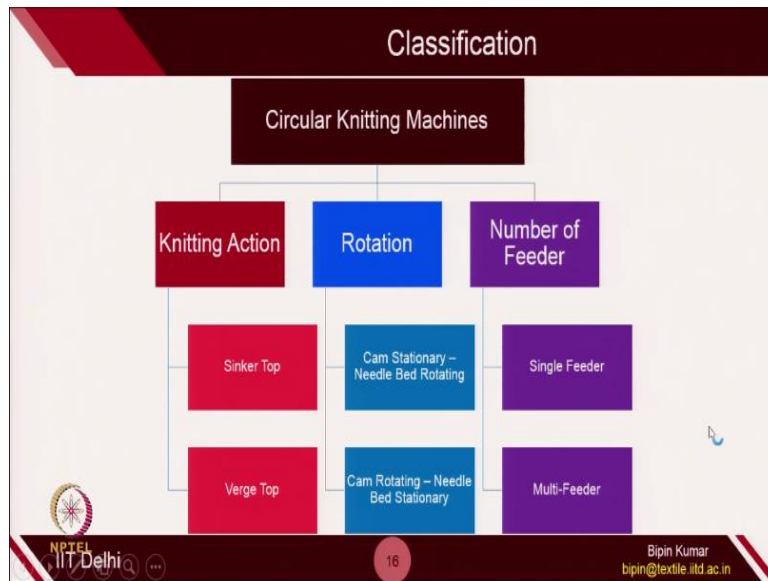 Classification
Circular Knitting Machines
Knitting Action
Rotation
Number of
Feeder
Sinker Top
Cam Stationary –
Needle Bed Rotating
Single Feeder
Verge Top
Cam Rotating – Needle
Bed Stationary
Multi-Feeder
NPTEL
IIT Delhi
16
Bipin Kumar
bipin@textile.iitd.ac.in